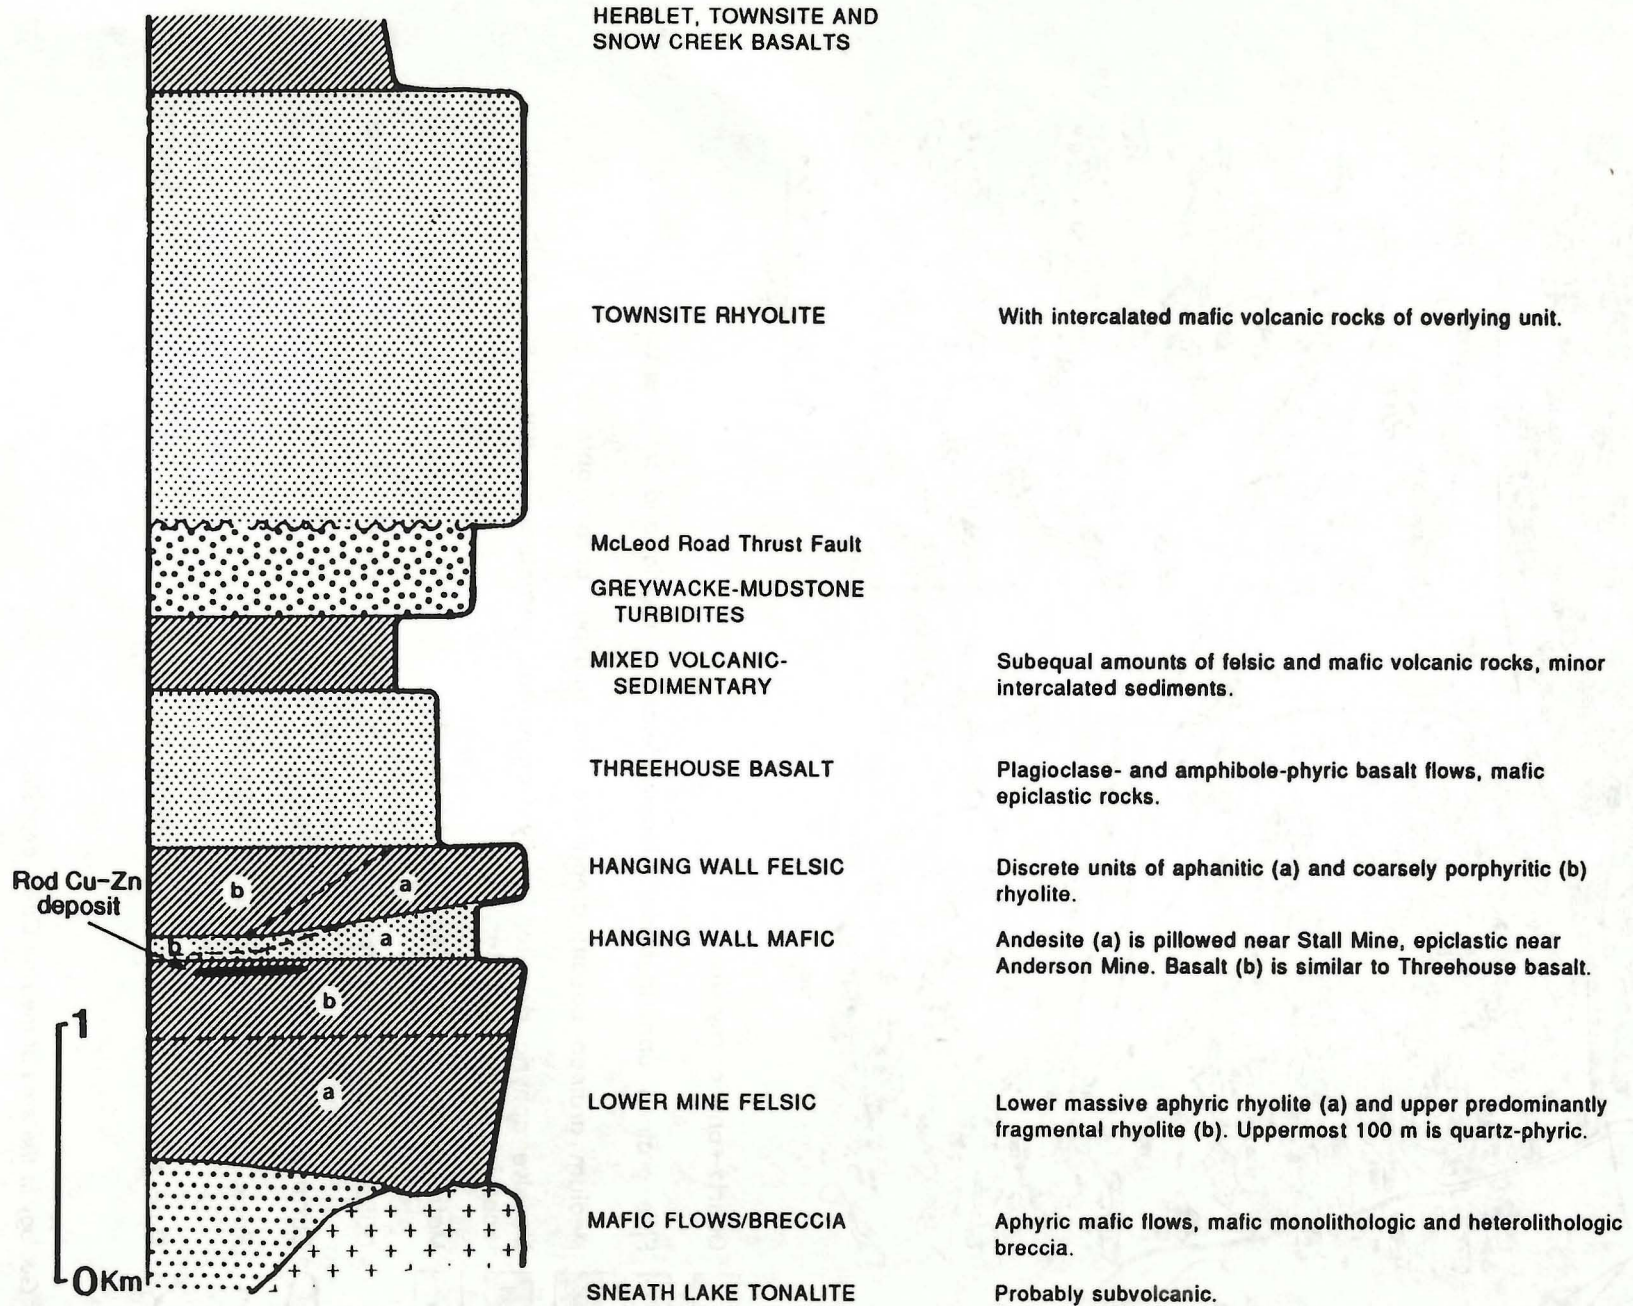 HERBLET, TOWNSITE AND
SNOW CREEK BASALTS
TOWNSITE RHYOLITE
With intercalated mafic volcanic rocks of overlying unit.
McLeod Road Thrust Fault
GREYWACKE-MUDSTONE
TURBIDITES
MIXED VOLCANIC-
SEDIMENTARY
Subequal amounts of felsic and mafic volcanic rocks, minor
intercalated sediments.
THREEHOUSE BASALT
Plagioclase- and amphibole-phyric basalt flows, mafic
epiclastic rocks.
Rod Cu-Zn
deposit
b
a
HANGING WALL FELSIC
Discrete units of aphanitic (a) and coarsely porphyritic (b)
rhyolite.
b
a
HANGING WALL MAFIC
Andesite (a) is pillowed near Stall Mine, epiclastic near
Anderson Mine. Basalt (b) is similar to Threehouse basalt.
b
1
a
LOWER MINE FELSIC
Lower massive aphyric rhyolite (a) and upper predominantly
fragmental rhyolite (b). Uppermost 100 m is quartz-phyric.
MAFIC FLOWS/BRECCIA
Aphyric mafic flows, mafic monolithologic and heterolithologic
breccia.
0Km
SNEATH LAKE TONALITE
Probably subvolcanic.